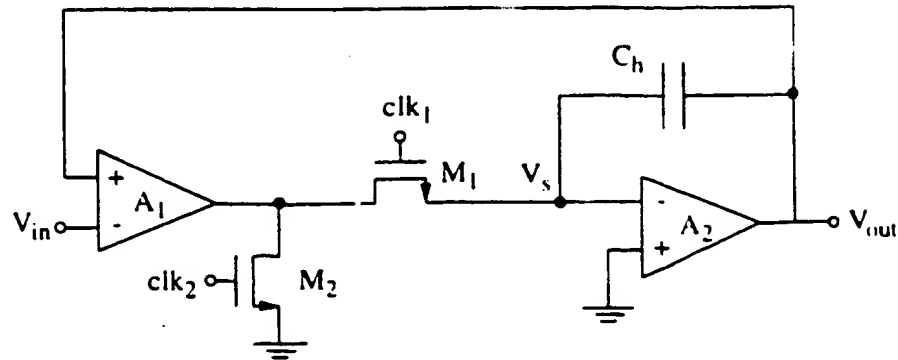 C_h
clk_1
+
A_1
M_1
V_s
-
V_in
-
A_2
V_out
+
clk_2
M_2